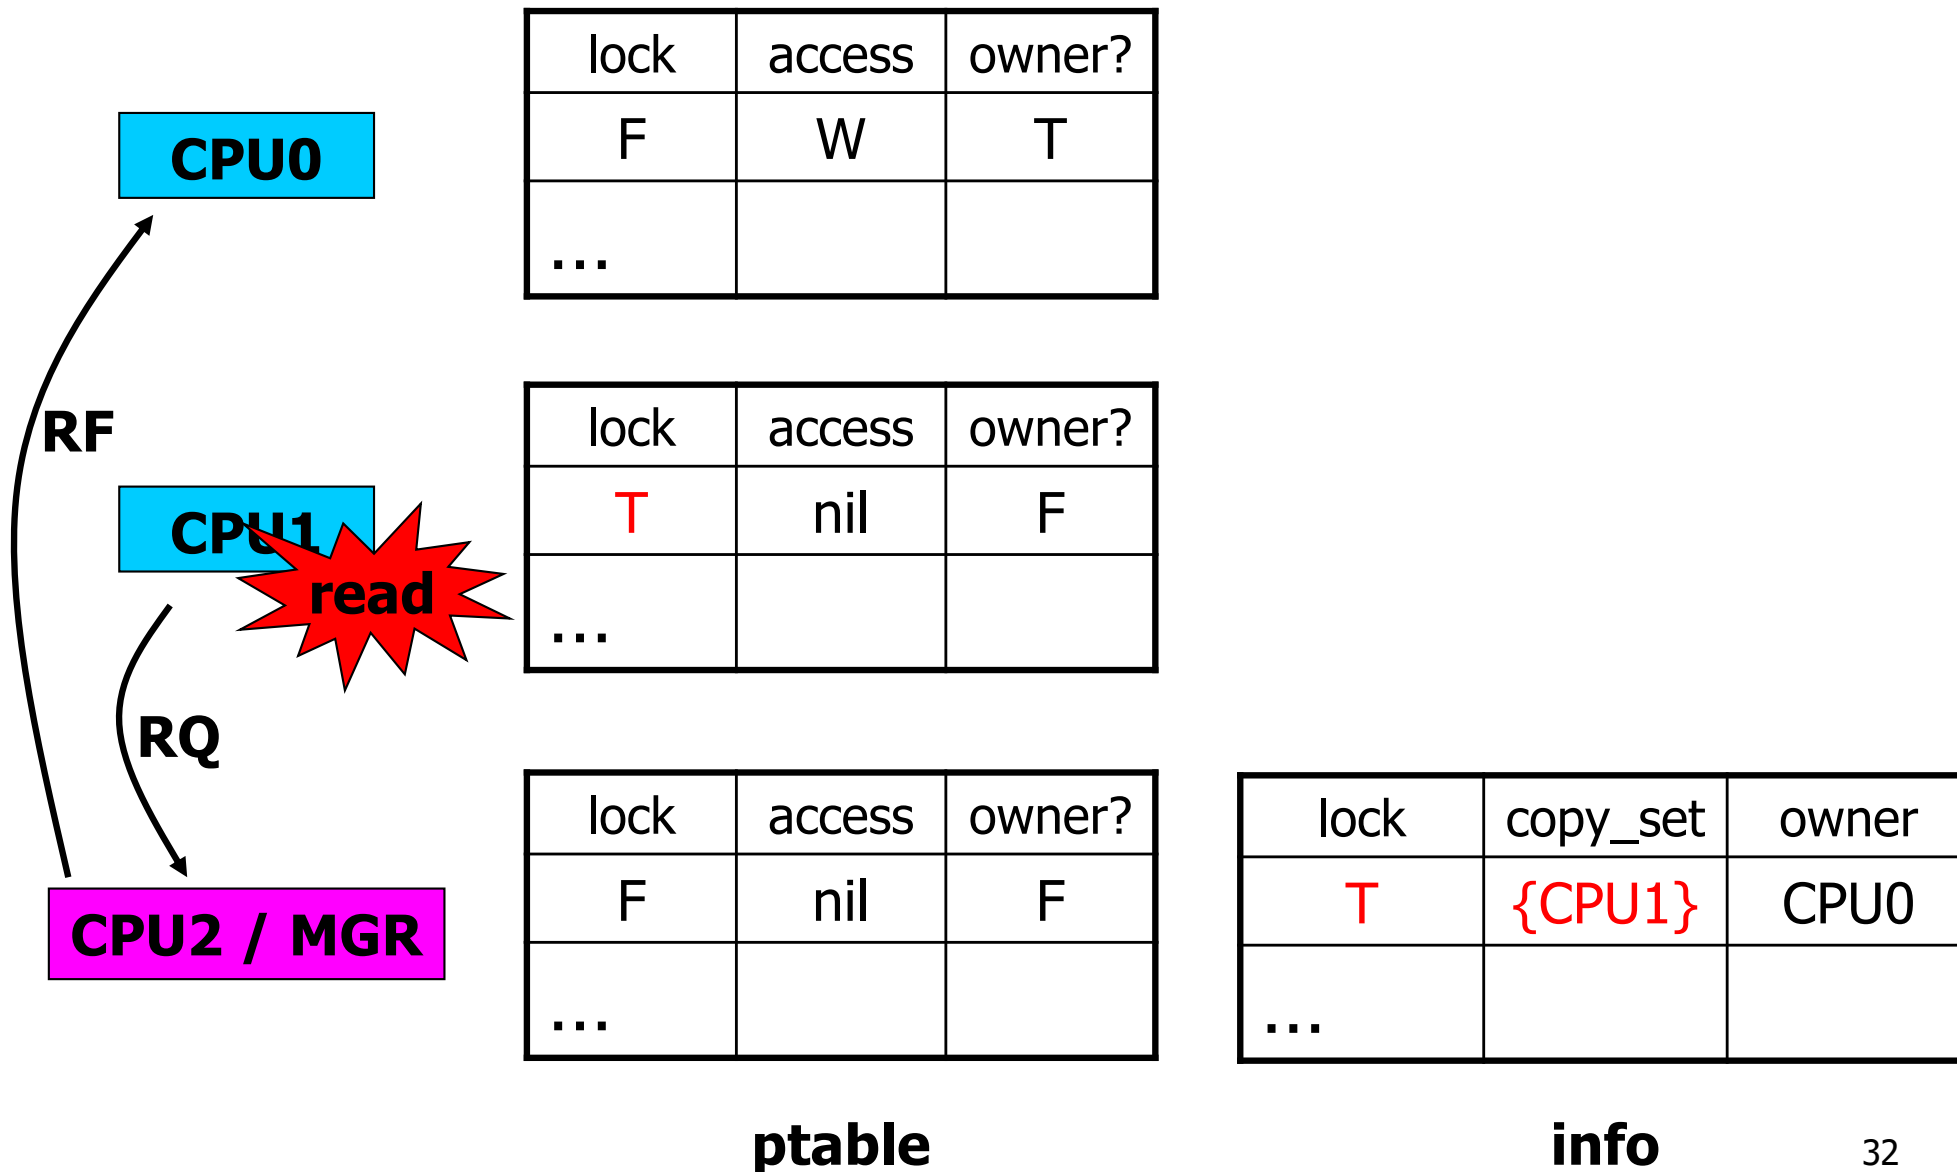 lock access owner?
F W T
...
CPU0
RF
lock access owner?
T nil F
...
CPU1
read
RQ
lock access owner?
F nil F
...
CPU2 / MGR
lock copy_set owner
T {CPU1} CPU0
...
ptable
info
32